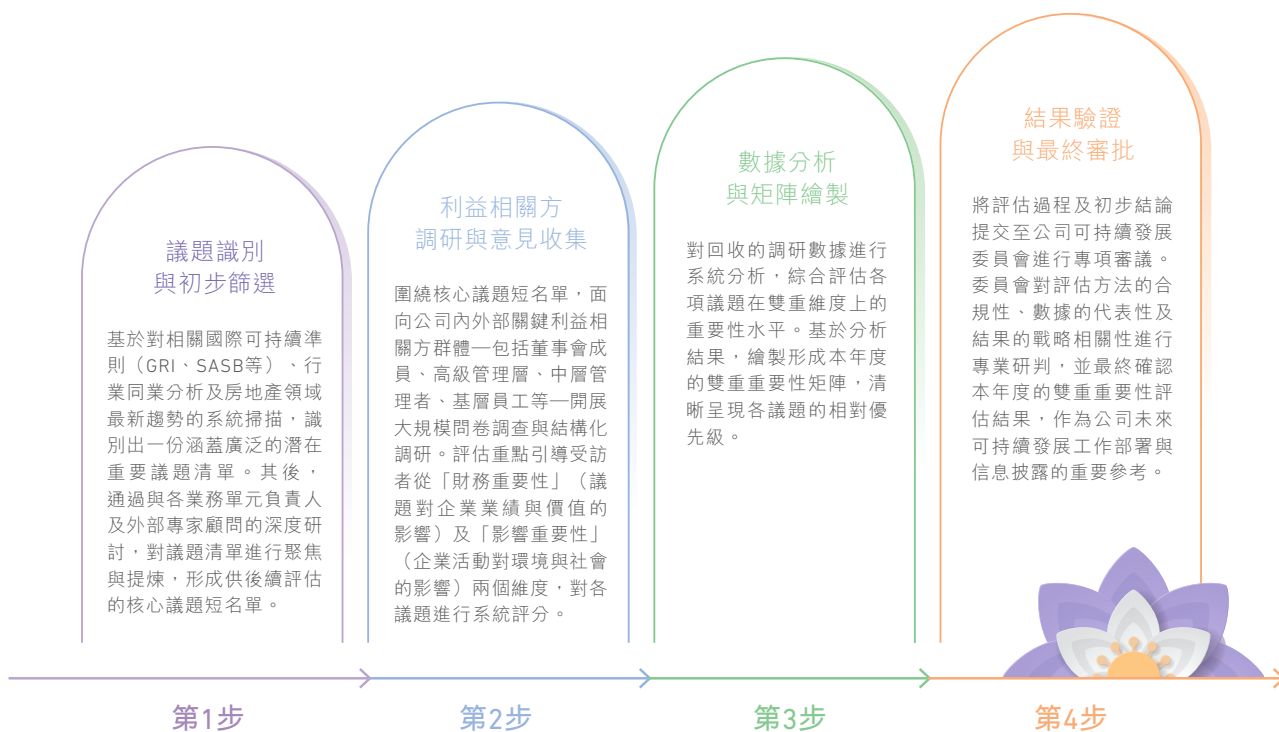 議題識別
與初步篩選
基於對相關國際可持續準
則（GRI、SASB等）、行
業同業分析及房地產領域
最新趨勢的系統掃描，識
別出一份涵蓋廣泛的潛在
重要議題清單。其後，
通過與各業務單元負責人
及外部專家顧問的深度研
討，對議題清單進行聚焦
與提煉，形成供後續評估
的核心議題短名單。
第1步
利益相關方
調研與意見收集
圍繞核心議題短名單，面
向公司內外部關鍵利益相
關方群體—包括董事會成
員、高級管理層、中層管
理者、基層員工等—開展
大規模問卷調查與結構化
調研。評估重點引導受訪
者從「財務重要性」（議
題對企業業績與價值的
影響）及「影響重要性」
（企業活動對環境與社會
的影響）兩個維度，對各
議題進行系統評分。
第2步
數據分析
與矩陣繪製
對回收的調研數據進行
系統分析，綜合評估各
項議題在雙重維度上的
重要性水平。基於分析
結果，繪製形成本年度
的雙重重要性矩陣，清
晰呈現各議題的相對優
先級。
第3步
結果驗證
與最終審批
將評估過程及初步結論
提交至公司可持續發展
委員會進行專項審議。
委員會對評估方法的合
規性、數據的代表性及
結果的戰略相關性進行
專業研判，並最終確認
本年度的雙重重要性評
估結果，作為公司未來
可持續發展工作部署與
信息披露的重要參考。
第4步